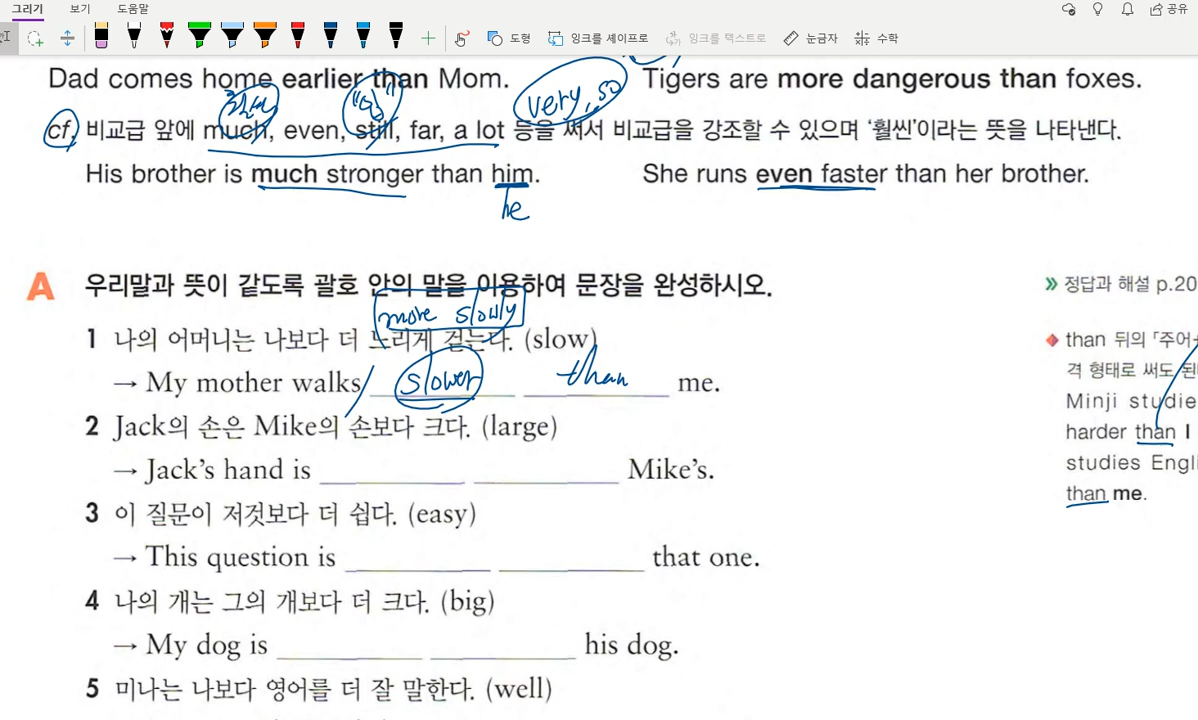 그리기 보기 도움말 공유
도형 잉크를 셰이프로 잉크를 텍스트로 눈금자 수학
Dad comes home earlier than Mom. Tigers are more dangerous than foxes.
훨씬 very, so
cf, 비교급 앞에 much, even, still, far, a lot 등을 써서 비교급을 강조할 수 있으며 ‘훨씬’이라는 뜻을 나타낸다.
His brother is much stronger than him. She runs even faster than her brother.
he
A 우리말과 뜻이 같도록 괄호 안의 말을 이용하여 문장을 완성하시오.
» 정답과 해설 p.20
more slowly
1 나의 어머니는 나보다 더 느리게 걷는다. (slow)
→ My mother walks slower than me.
2 Jack의 손은 Mike의 손보다 크다. (large)
→ Jack’s hand is Mike’s.
3 이 질문이 저것보다 더 쉽다. (easy)
→ This question is that one.
4 나의 개는 그의 개보다 더 크다. (big)
→ My dog is his dog.
5 미나는 나보다 영어를 더 잘 말한다. (well)
than 뒤의 「주어+
격 형태로 써도 된
Minji studie
harder than I
studies Engli
than me.